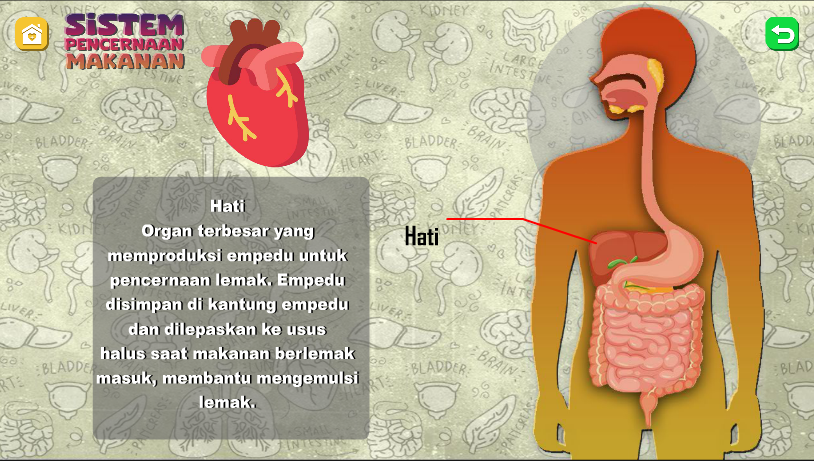 SISTEM
PENCERNAAN
MAKANAN
Hati
Organ terbesar yang
memproduksi empedu untuk
pencernaan lemak. Empedu
disimpan di kantung empedu
dan dilepaskan ke usus
halus saat makanan berlemak
masuk, membantu mengemulsi
lemak.
Hati